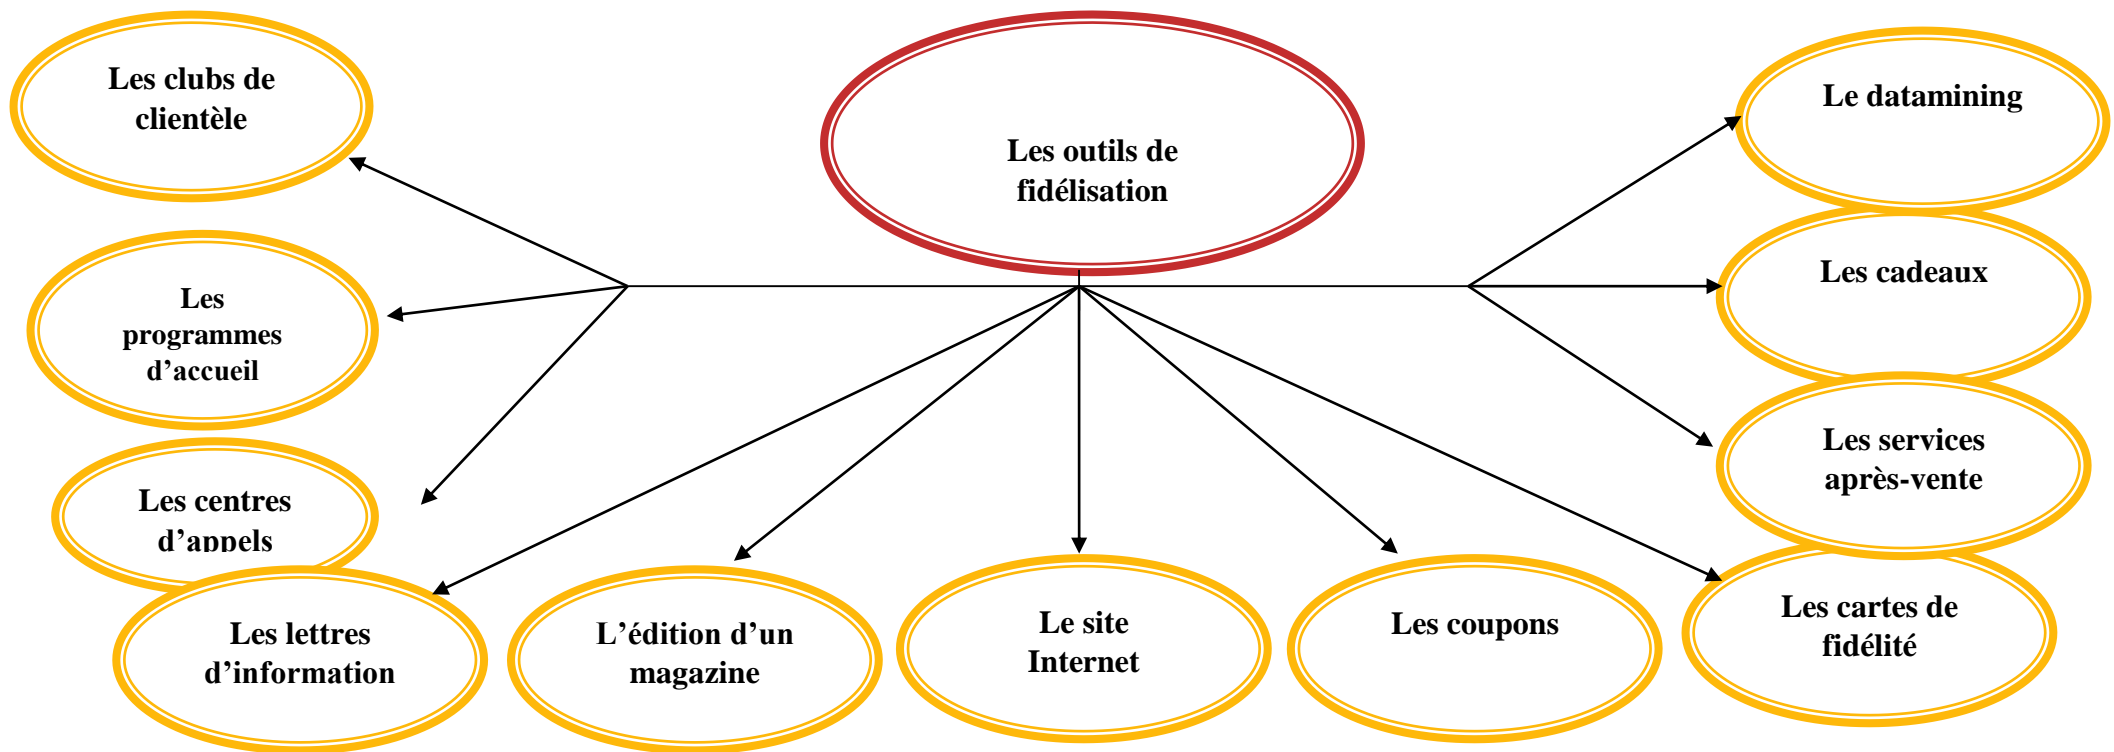 Les clubs de
clientèle
Les outils de
fidélisation
Le datamining
Les
programmes
d’accueil
Les cadeaux
Les centres
d’appels
Les services
après-vente
Les lettres
d’information
L’édition d’un
magazine
Le site
Internet
Les coupons
Les cartes de
fidélité